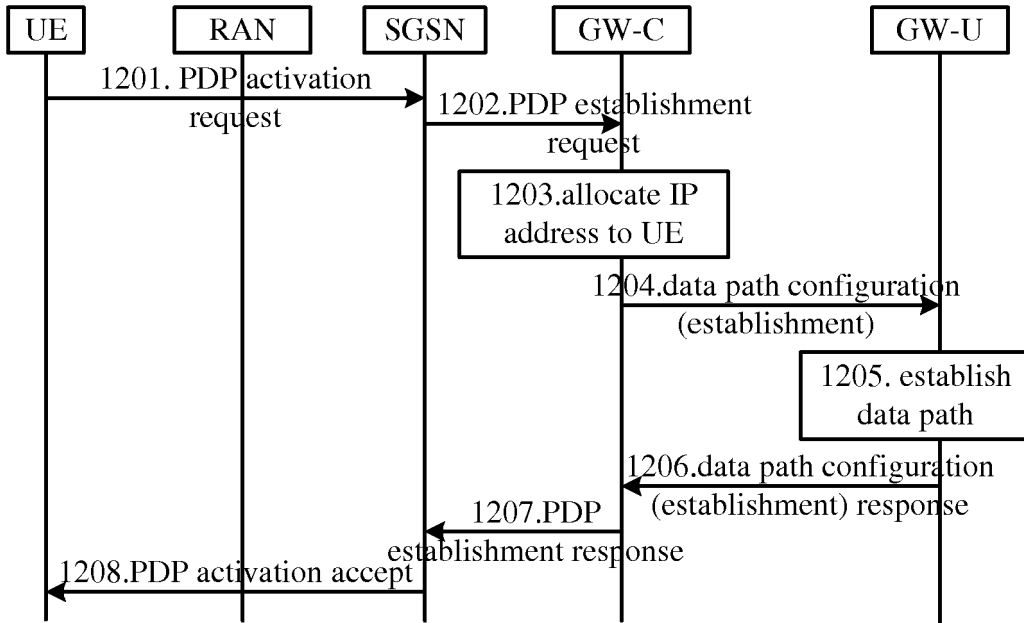 UE RAN SGSN GW-C GW-U
1201. PDP activation
request
1202.PDP establishment
request
1203.allocate IP
address to UE
1204.data path configuration
(establishment)
1205. establish
data path
1206.data path configuration
(establishment) response
1207.PDP
establishment response
1208.PDP activation accept